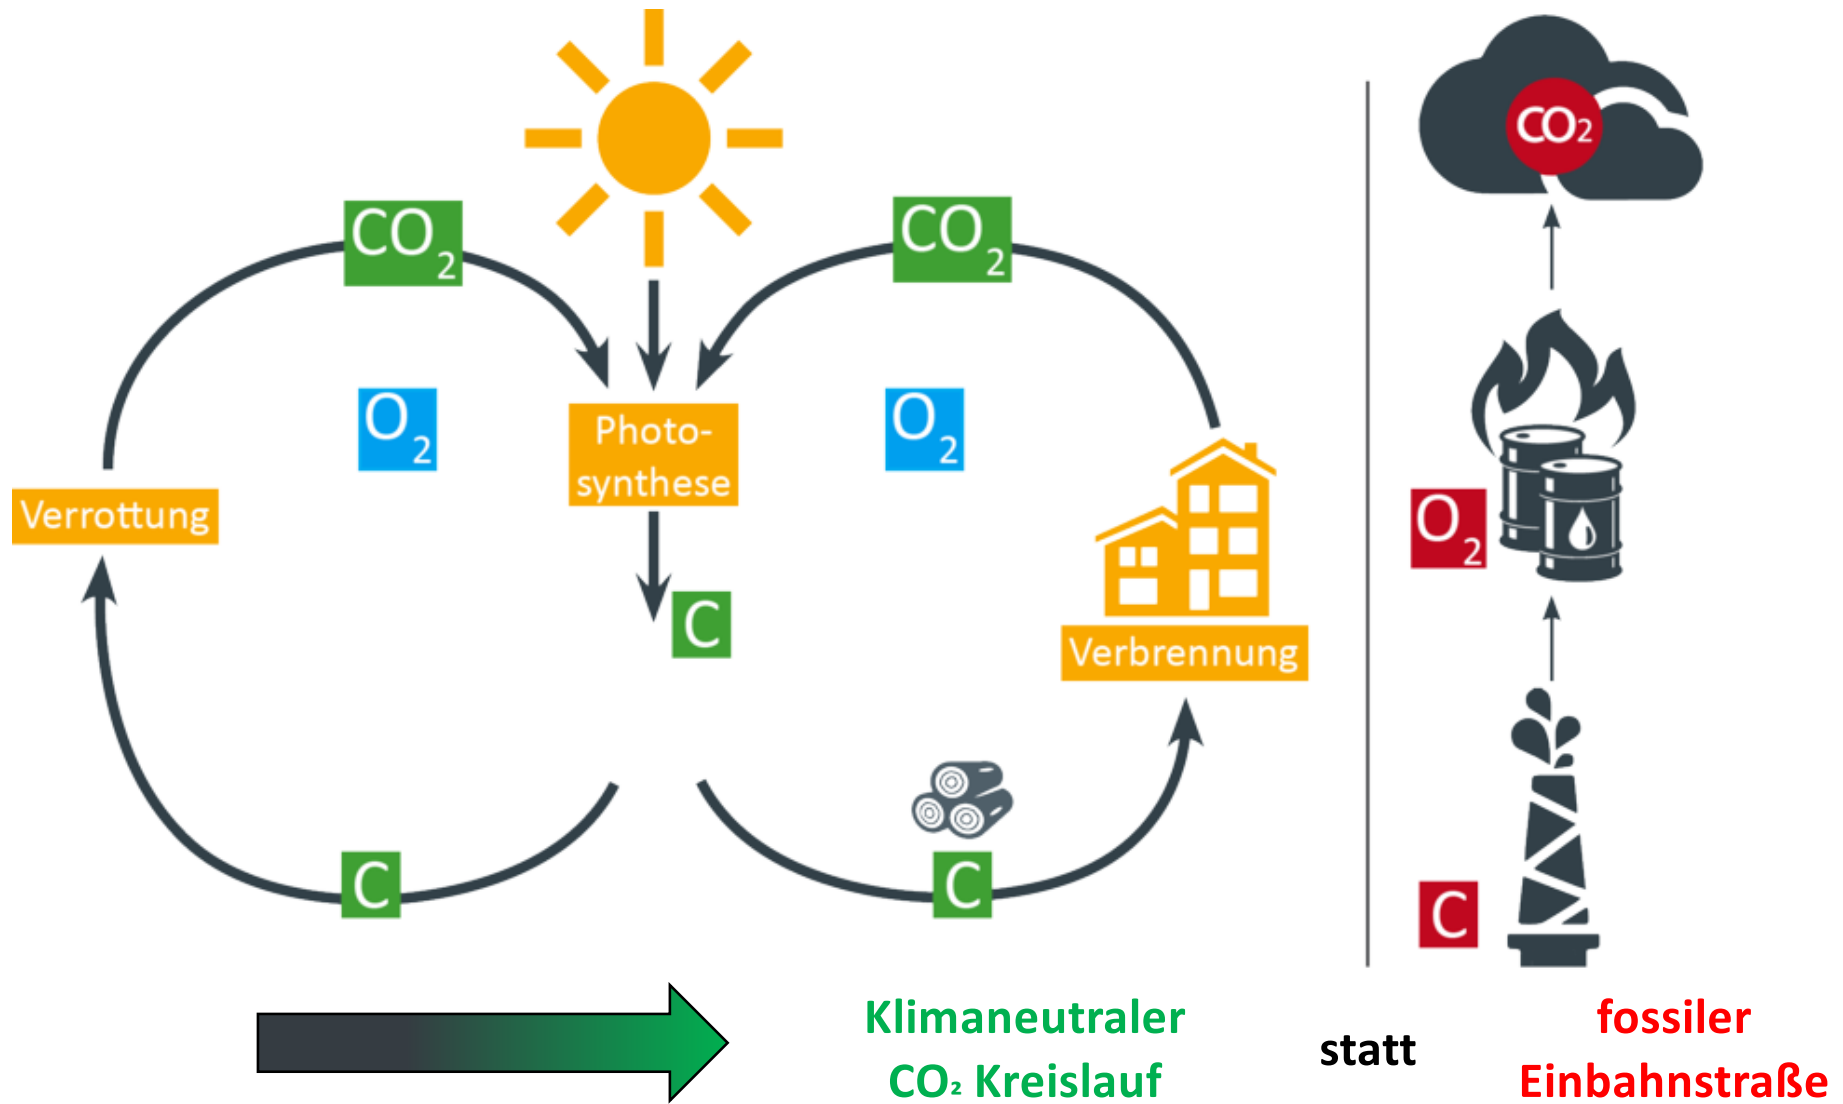 CO2
CO₂
CO₂
O₂
O₂
Photo-
synthese
Verrottung
O₂
C
Verbrennung
C
C
C
Klimaneutraler
CO₂ Kreislauf
statt
fossiler
Einbahnstraße